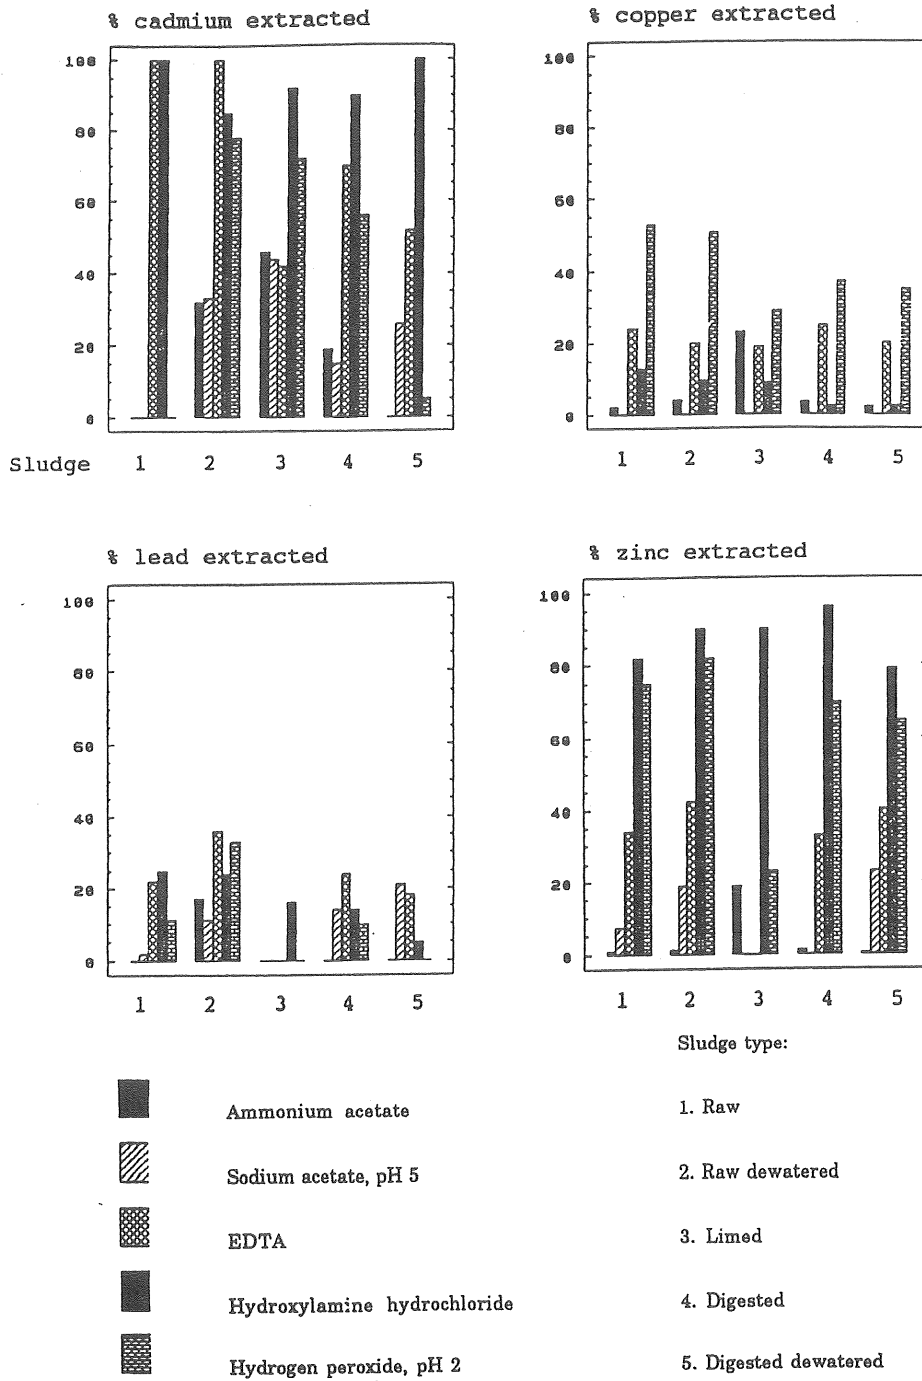 % cadmium extracted
100
80
60
40
20
0
Sludge 1 2 3 4 5
% copper extracted
100
80
60
40
20
0
1 2 3 4 5
% lead extracted
100
80
60
40
20
0
1 2 3 4 5
% zinc extracted
100
80
60
40
20
0
1 2 3 4 5
Ammonium acetate
Sodium acetate, pH 5
EDTA
Hydroxylamine hydrochloride
Hydrogen peroxide, pH 2
Sludge type:
1. Raw
2. Raw dewatered
3. Limed
4. Digested
5. Digested dewatered